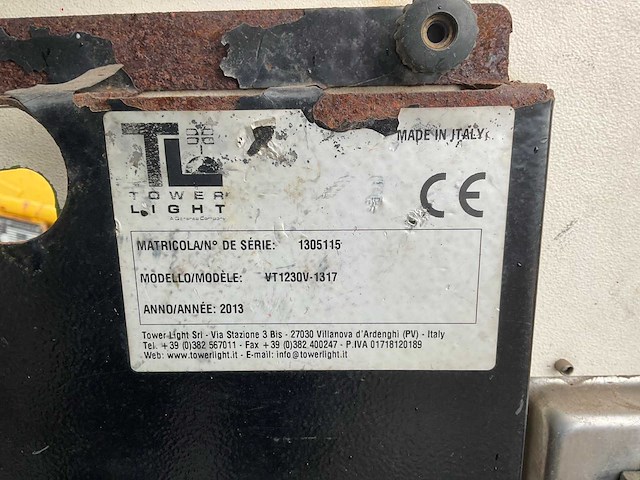 TL
TOWER
LIGHT
MADE IN ITALY
CE
MATRICOLA/N° DE SÉRIE: 1305115
MODELLO/MODÈLE: VT1230V-1317
ANNO/ANNÉE: 2013
Tower Light Srl - Via Stazione 3 Bis - 27030 Villanova d'Ardenghi (PV) - Italy
Tel. +39 (0)382 567011 - Fax +39 (0)382 400247 - P.IVA 01718120189
Web: www.towerlight.it - E-mail: info@towerlight.it